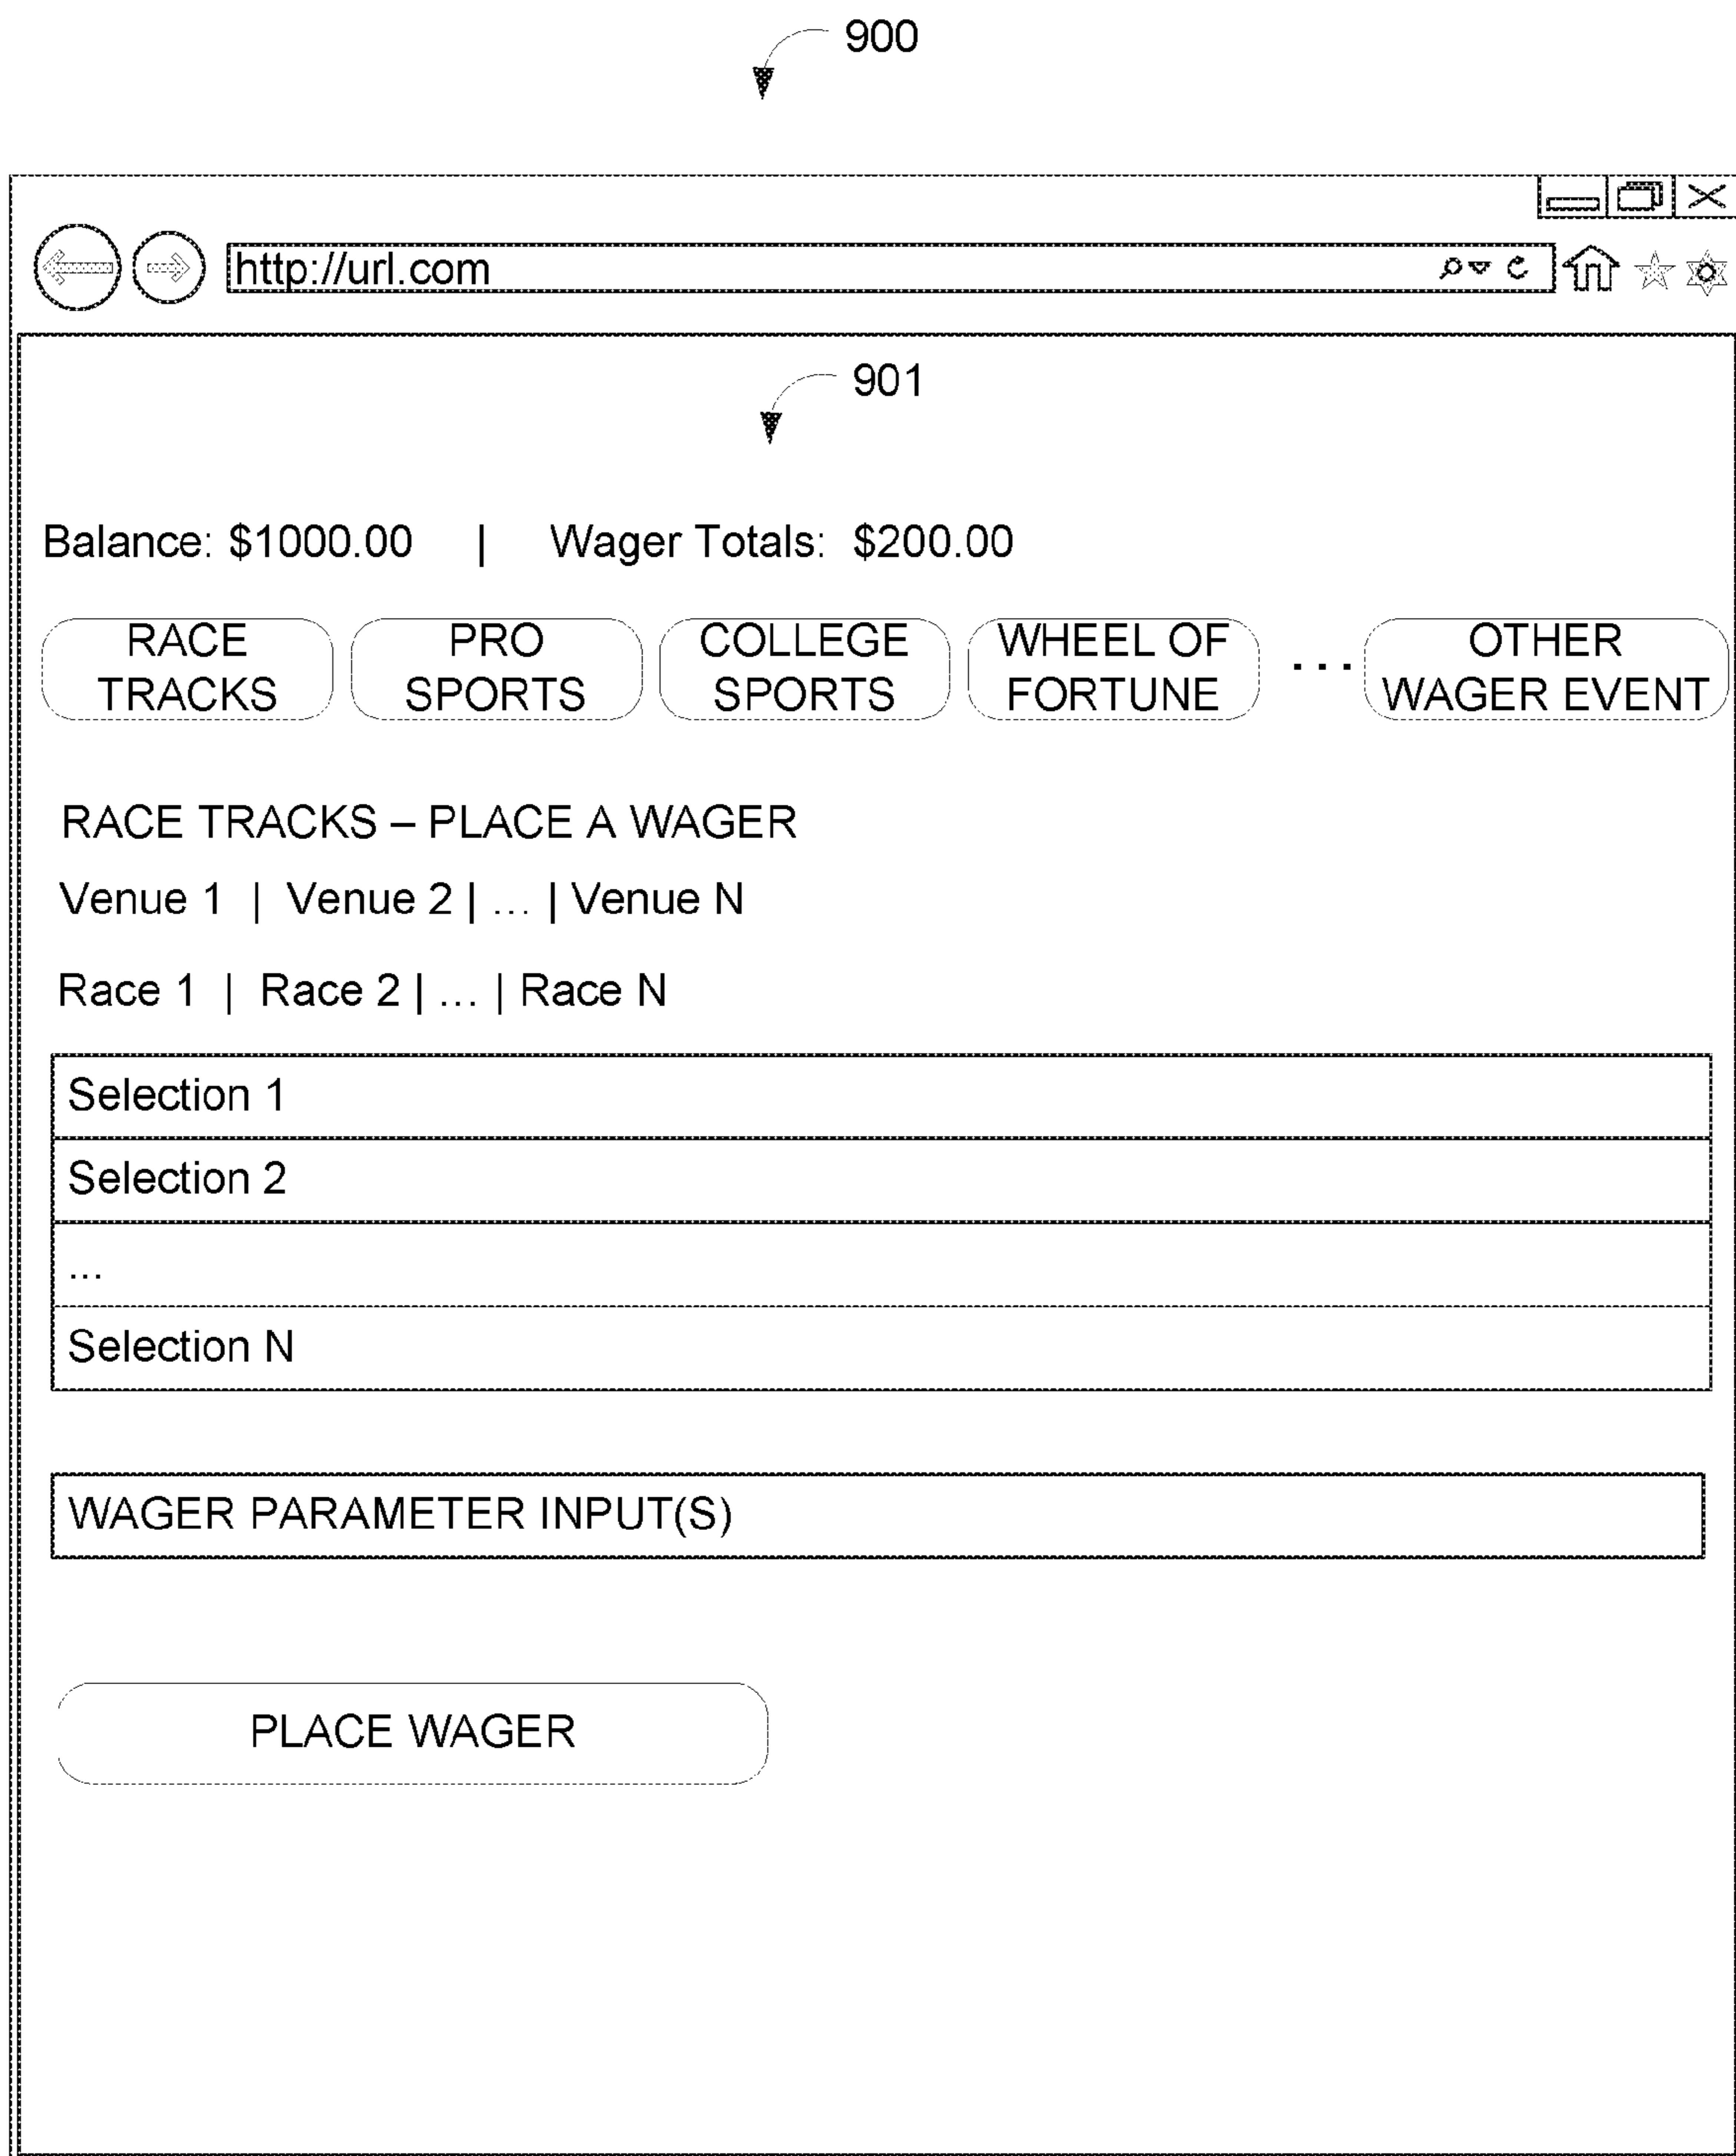 900
http://url.com
901
Balance: $1000.00 | Wager Totals: $200.00
RACE TRACKS
PRO SPORTS
COLLEGE SPORTS
WHEEL OF FORTUNE
...
OTHER WAGER EVENT
RACE TRACKS – PLACE A WAGER
Venue 1 | Venue 2 | ... | Venue N
Race 1 | Race 2 | ... | Race N
Selection 1
Selection 2
...
Selection N
WAGER PARAMETER INPUT(S)
PLACE WAGER